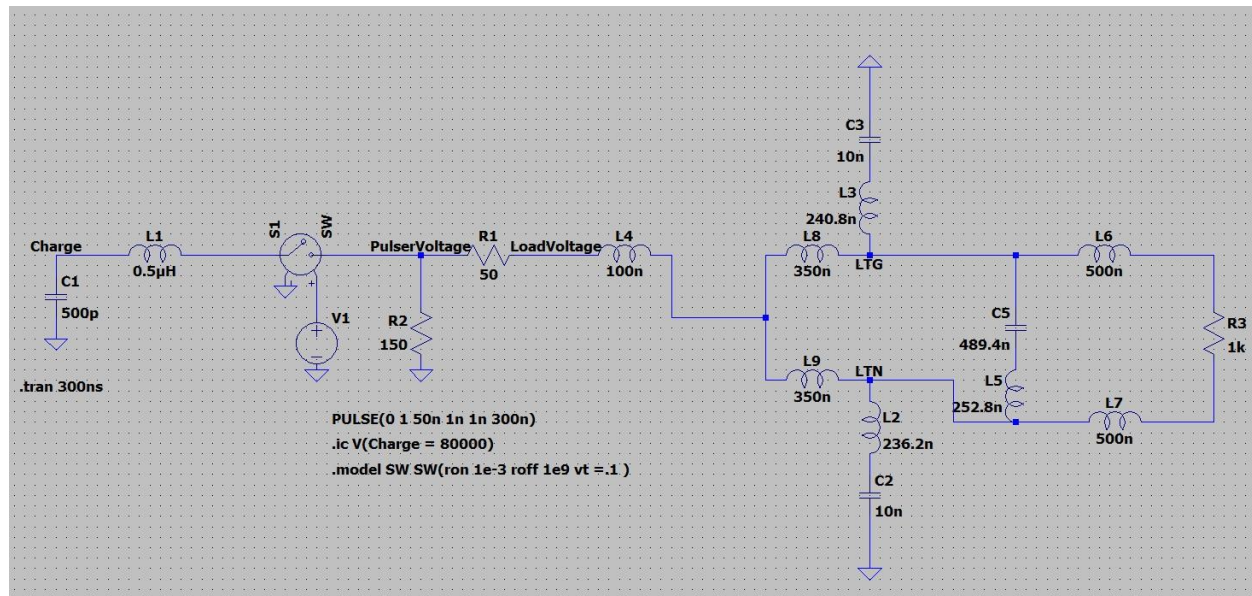 C3
10n
L3
240.8n
S1
SW
Charge
L1
0.5µH
PulserVoltage
R1
50
LoadVoltage
L4
100n
L8
350n
LTG
L6
500n
C1
500p
+
V1
R2
150
C5
489.4n
R3
1k
L9
350n
LTN
L5
252.8n
L2
236.2n
L7
500n
.tran 300ns
PULSE(0 1 50n 1n 1n 300n)
.ic V(Charge = 80000)
.model SW SW(ron 1e-3 roff 1e9 vt =.1 )
C2
10n